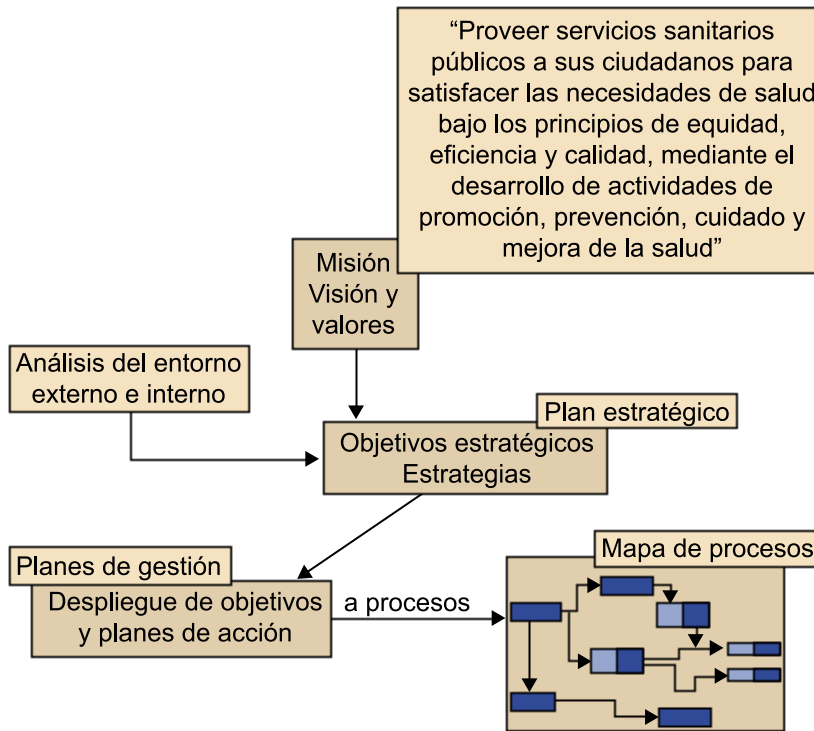 “Proveer servicios sanitarios
públicos a sus ciudadanos para
satisfacer las necesidades de salud
bajo los principios de equidad,
eficiencia y calidad, mediante el
desarrollo de actividades de
promoción, prevención, cuidado y
mejora de la salud”
Misión
Visión y
valores
Análisis del entorno
externo e interno
Plan estratégico
Objetivos estratégicos
Estrategias
Planes de gestión
Despliegue de objetivos
y planes de acción
a procesos
Mapa de procesos